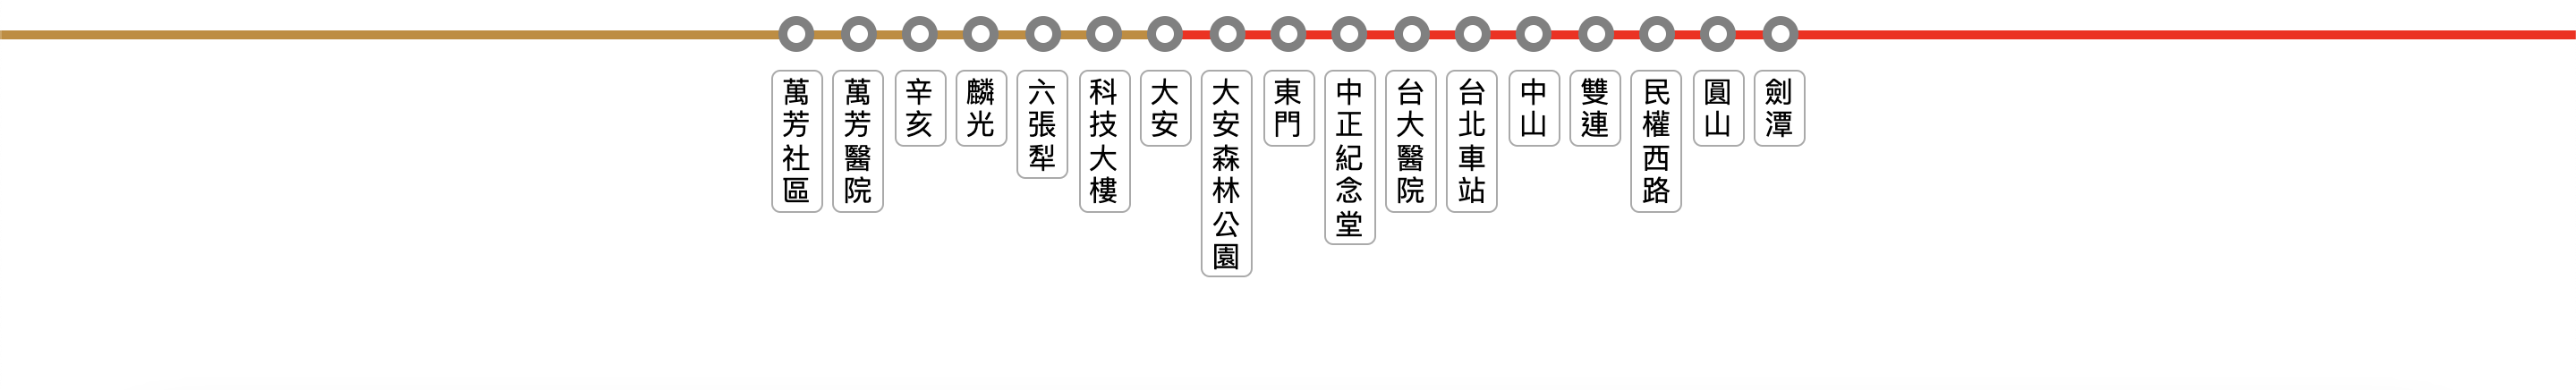 萬芳社區
萬芳醫院
辛亥
麟光
六張犁
科技大樓
大安
大安森林公園
東門
中正紀念堂
台大醫院
台北車站
中山
雙連
民權西路
圓山
劍潭